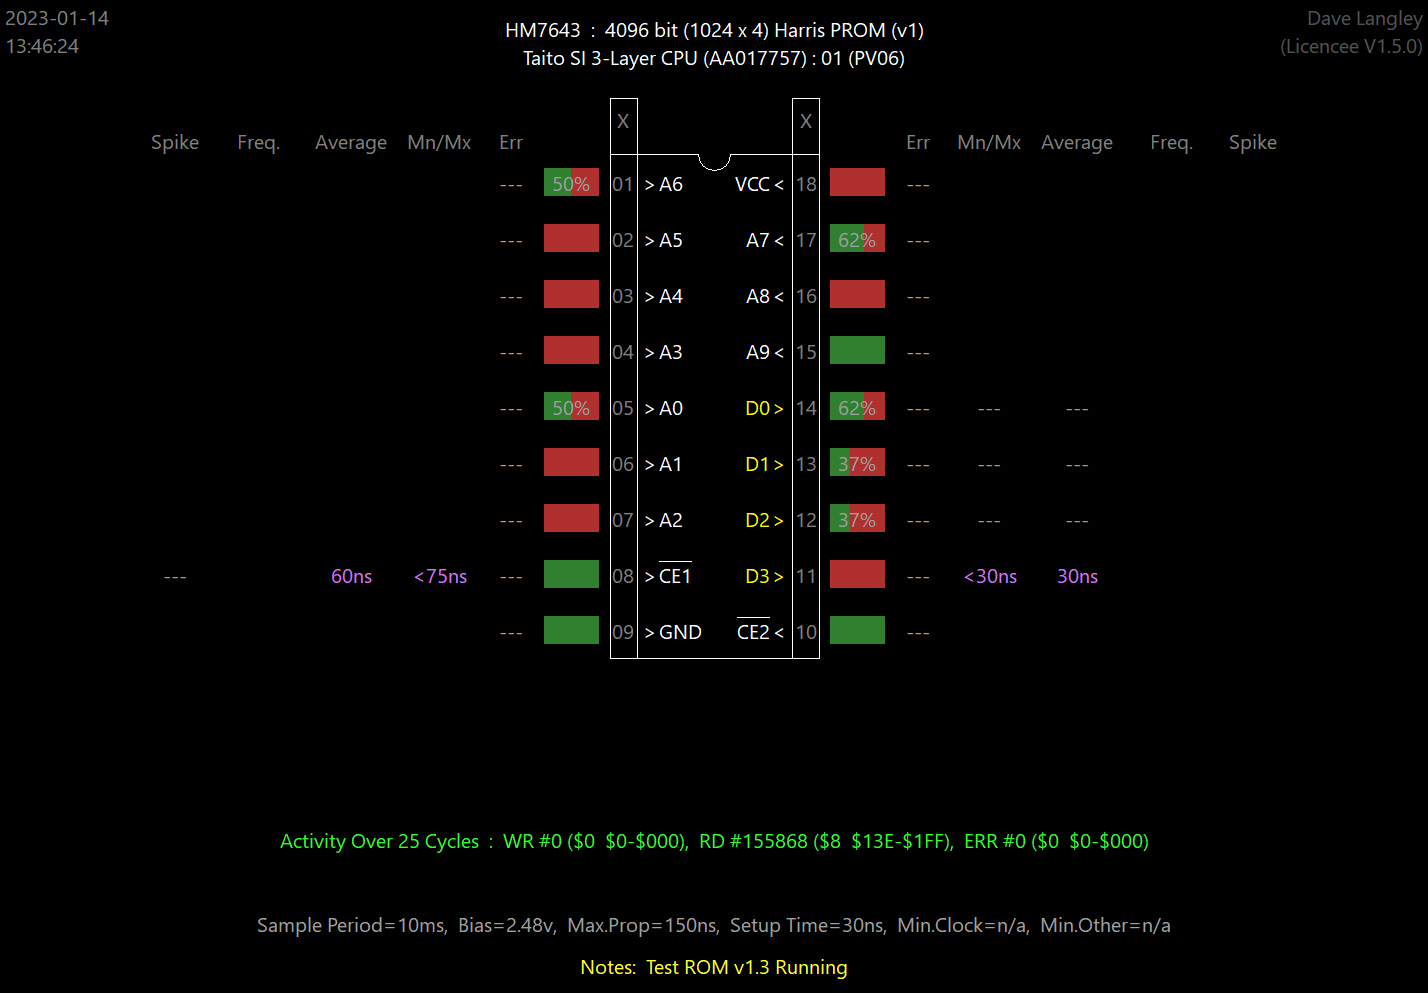 2023-01-14 HM7643 : 4096 bit (1024 x 4) Harris PROM (v1) Dave Langley
13:46:24 Taito SI 3-Layer CPU (AA017757) : 01 (PV06) (Licencee V1.5.0)
X X
Spike Freq. Average Mn/Mx Err Err Mn/Mx Average Freq. Spike
--- 50% 01 > A6 VCC < 18 ---
--- 02 > A5 A7 < 17 62% ---
--- 03 > A4 A8 < 16 ---
--- 04 > A3 A9 < 15 ---
--- 50% 05 > A0 D0 > 14 62% --- --- ---
--- 06 > A1 D1 > 13 37% --- --- ---
--- 07 > A2 D2 > 12 37% --- --- ---
--- 60ns <75ns --- 08 > CE1 D3 > 11 --- <30ns 30ns
--- 09 > GND CE2 < 10 ---
Activity Over 25 Cycles : WR #0 ($0 $0-$000), RD #155868 ($8 $13E-$1FF), ERR #0 ($0 $0-$000)
Sample Period=10ms, Bias=2.48v, Max.Prop=150ns, Setup Time=30ns, Min.Clock=n/a, Min.Other=n/a
Notes: Test ROM v1.3 Running